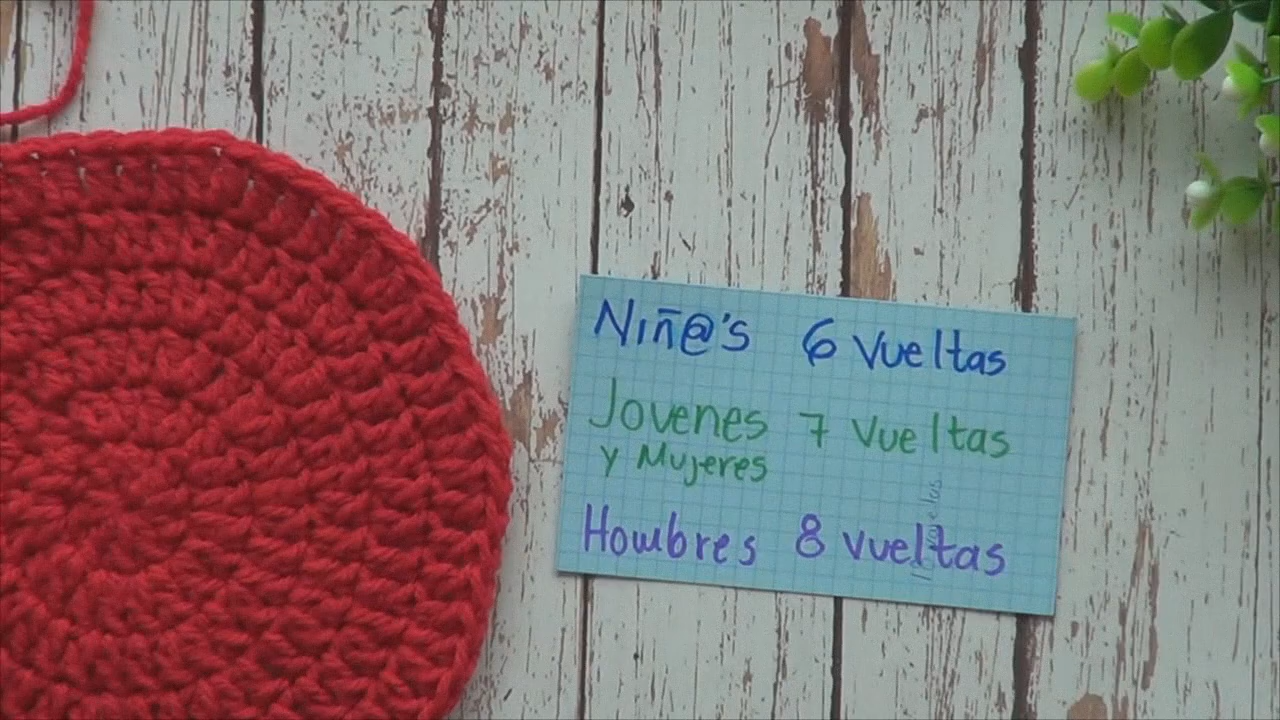 Niñ@'s 6 Vueltas
Jovenes 7 Vueltas
y Mujeres
Hombres 8 Vueltas